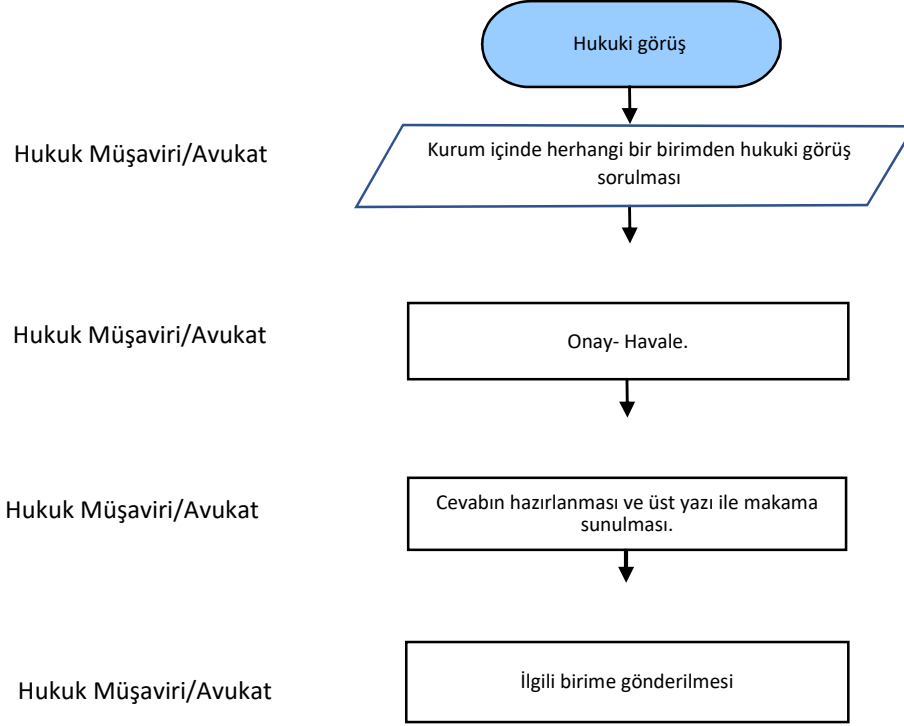 Hukuki görüş
Hukuk Müşaviri/Avukat
Kurum içinde herhangi bir birimden hukuki görüş
sorulması
Hukuk Müşaviri/Avukat
Onay- Havale.
Hukuk Müşaviri/Avukat
Cevabın hazırlanması ve üst yazı ile makama
sunulması.
Hukuk Müşaviri/Avukat
İlgili birime gönderilmesi